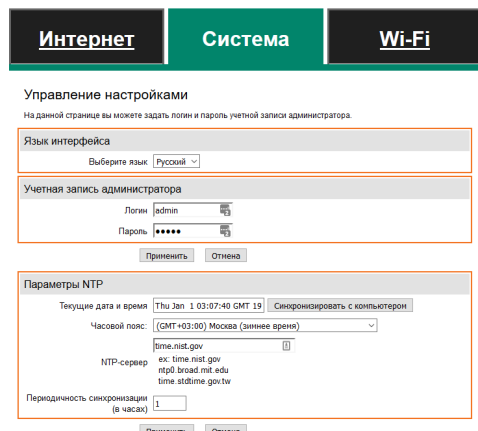 Интернет Система Wi-Fi
Управление настройками
На данной странице вы можете задать логин и пароль учетной записи администратора.
Язык интерфейса
Выберите язык Русский
Учетная запись администратора
Логин admin
Пароль •••••
Применить Отмена
Параметры NTP
Текущие дата и время Thu Jan 1 03:07:40 GMT 19 Синхронизировать с компьютером
Часовой пояс: (GMT+03:00) Москва (зимнее время)
time.nist.gov
NTP-сервер ex: time.nist.gov
ntp0.broad.mit.edu
time.stdtime.gov.tw
Периодичность синхронизации
(в часах) 1
Применить Отмена